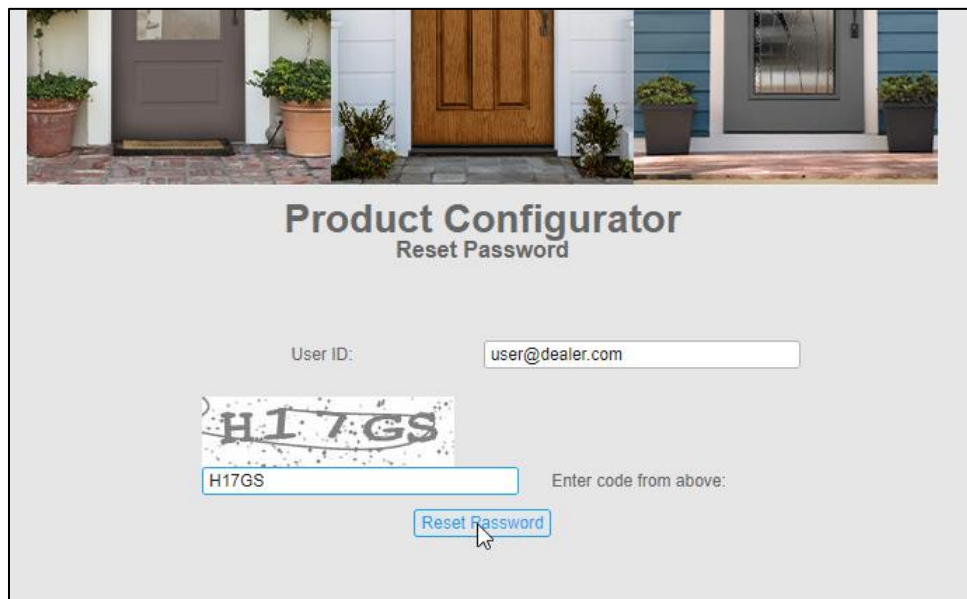 Product Configurator
Reset Password
User ID: user@dealer.com
H17GS
H17GS Enter code from above:
Reset Password